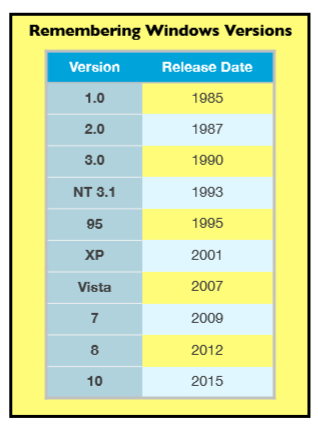 Remembering Windows Versions
Version Release Date
1.0 1985
2.0 1987
3.0 1990
NT 3.1 1993
95 1995
XP 2001
Vista 2007
7 2009
8 2012
10 2015